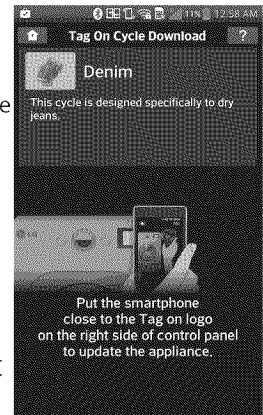 11% 12:58 AM
Tag On Cycle Download ?
Denim
This cycle is designed specifically to dry
jeans.
LG
Put the smartphone
close to the Tag on logo
on the right side of control panel
to update the appliance.
e
t